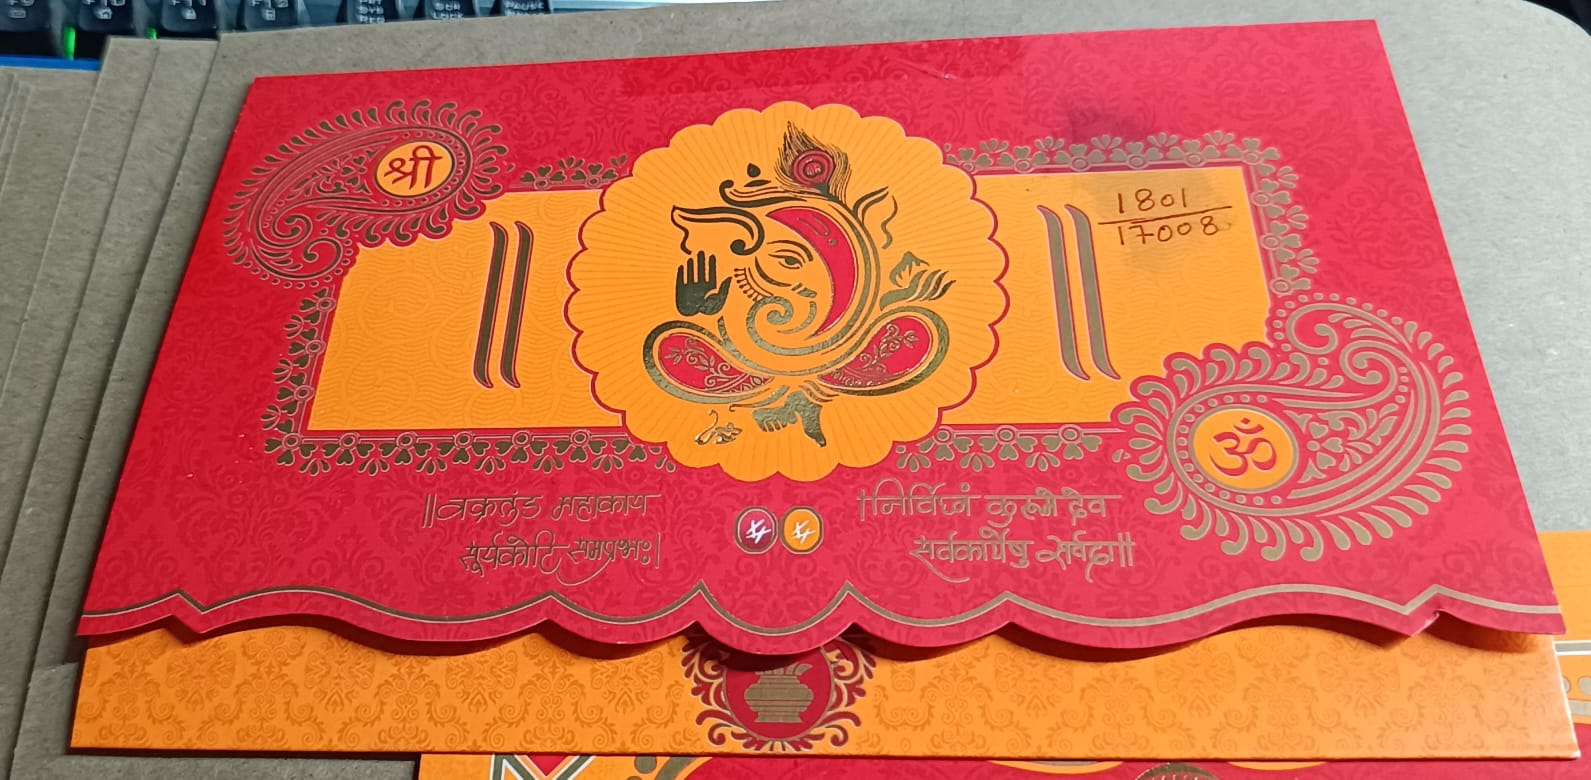 श्री
1801
17008
ॐ
॥वक्रतुंड महाकाय
सूर्यकोटि समप्रभः।
।निर्विघ्नं कुरूमे देव
सर्वकार्येषु सर्वदा॥